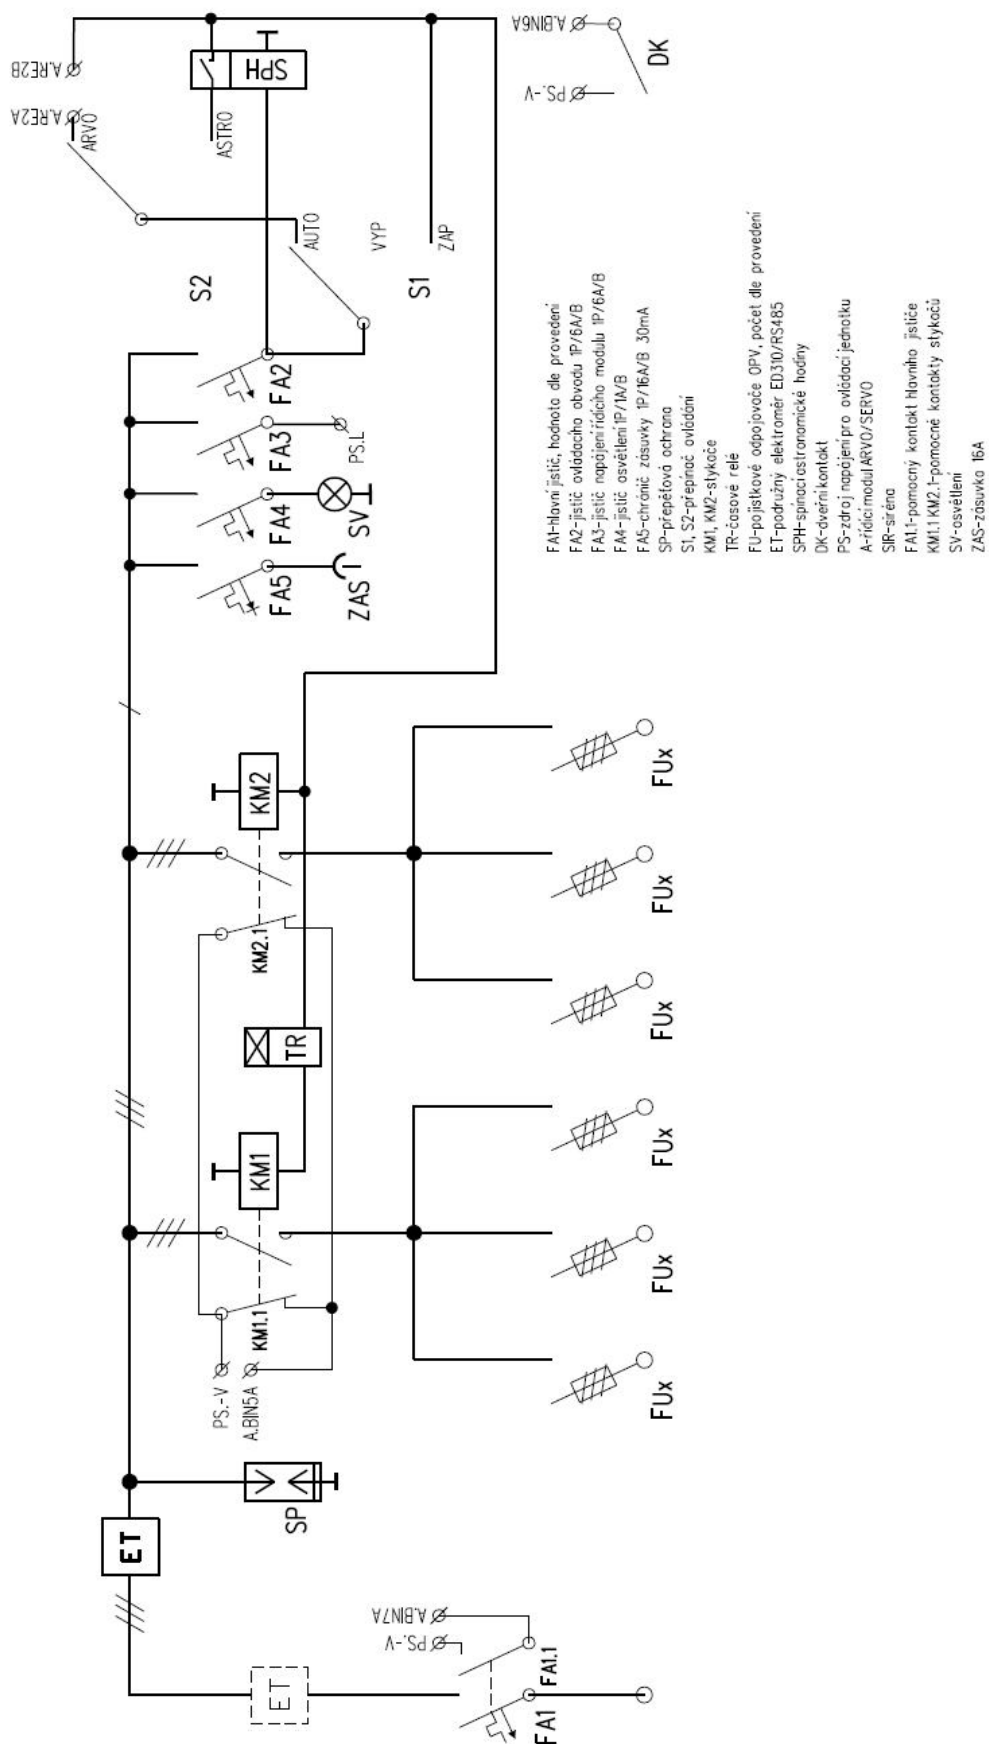 A.RE2B
A.RE2A
ARVO
ASTRO
SPH
A.BIN6A
PS.-V
DK
S2
AUTO
VYP
ZAP
S1
FA2
FA3
PS.L
FA4
SV
FA5
ZAS
KM2
KM2.1
TR
KM1
KM1.1
PS.-V
A.BIN5A
FUx
FUx
FUx
FUx
FUx
FUx
SP
ET
ET
A.BIN7A
PS.-V
FA1.1
FA1
FA1-hlavní jistič, hodnota dle provedení
FA2-jistič ovládacího obvodu 1P/6A/B
FA3-jistič napájení řídicího modulu 1P/6A/B
FA4-jistič osvětlení 1P/1A/B
FA5-chránič zásuvky 1P/16A/B 30mA
SP-přepěťová ochrana
S1, S2-přepínač ovládání
KM1, KM2-stykače
TR-časové relé
FU-pojistkové odpojovače OPV, počet dle provedení
ET-podružný elektroměr ED310/RS485
SPH-spínací astronomické hodiny
DK-dveřní kontakt
PS-zdroj napájení pro ovládací jednotku
A-řídicí modul ARVO/SERVO
SIR-siréna
FA1.1-pomocný kontakt hlavního jističe
KM1.1 KM2.1-pomocné kontakty stykačů
SV-osvětlení
ZAS-zásuvka 16A